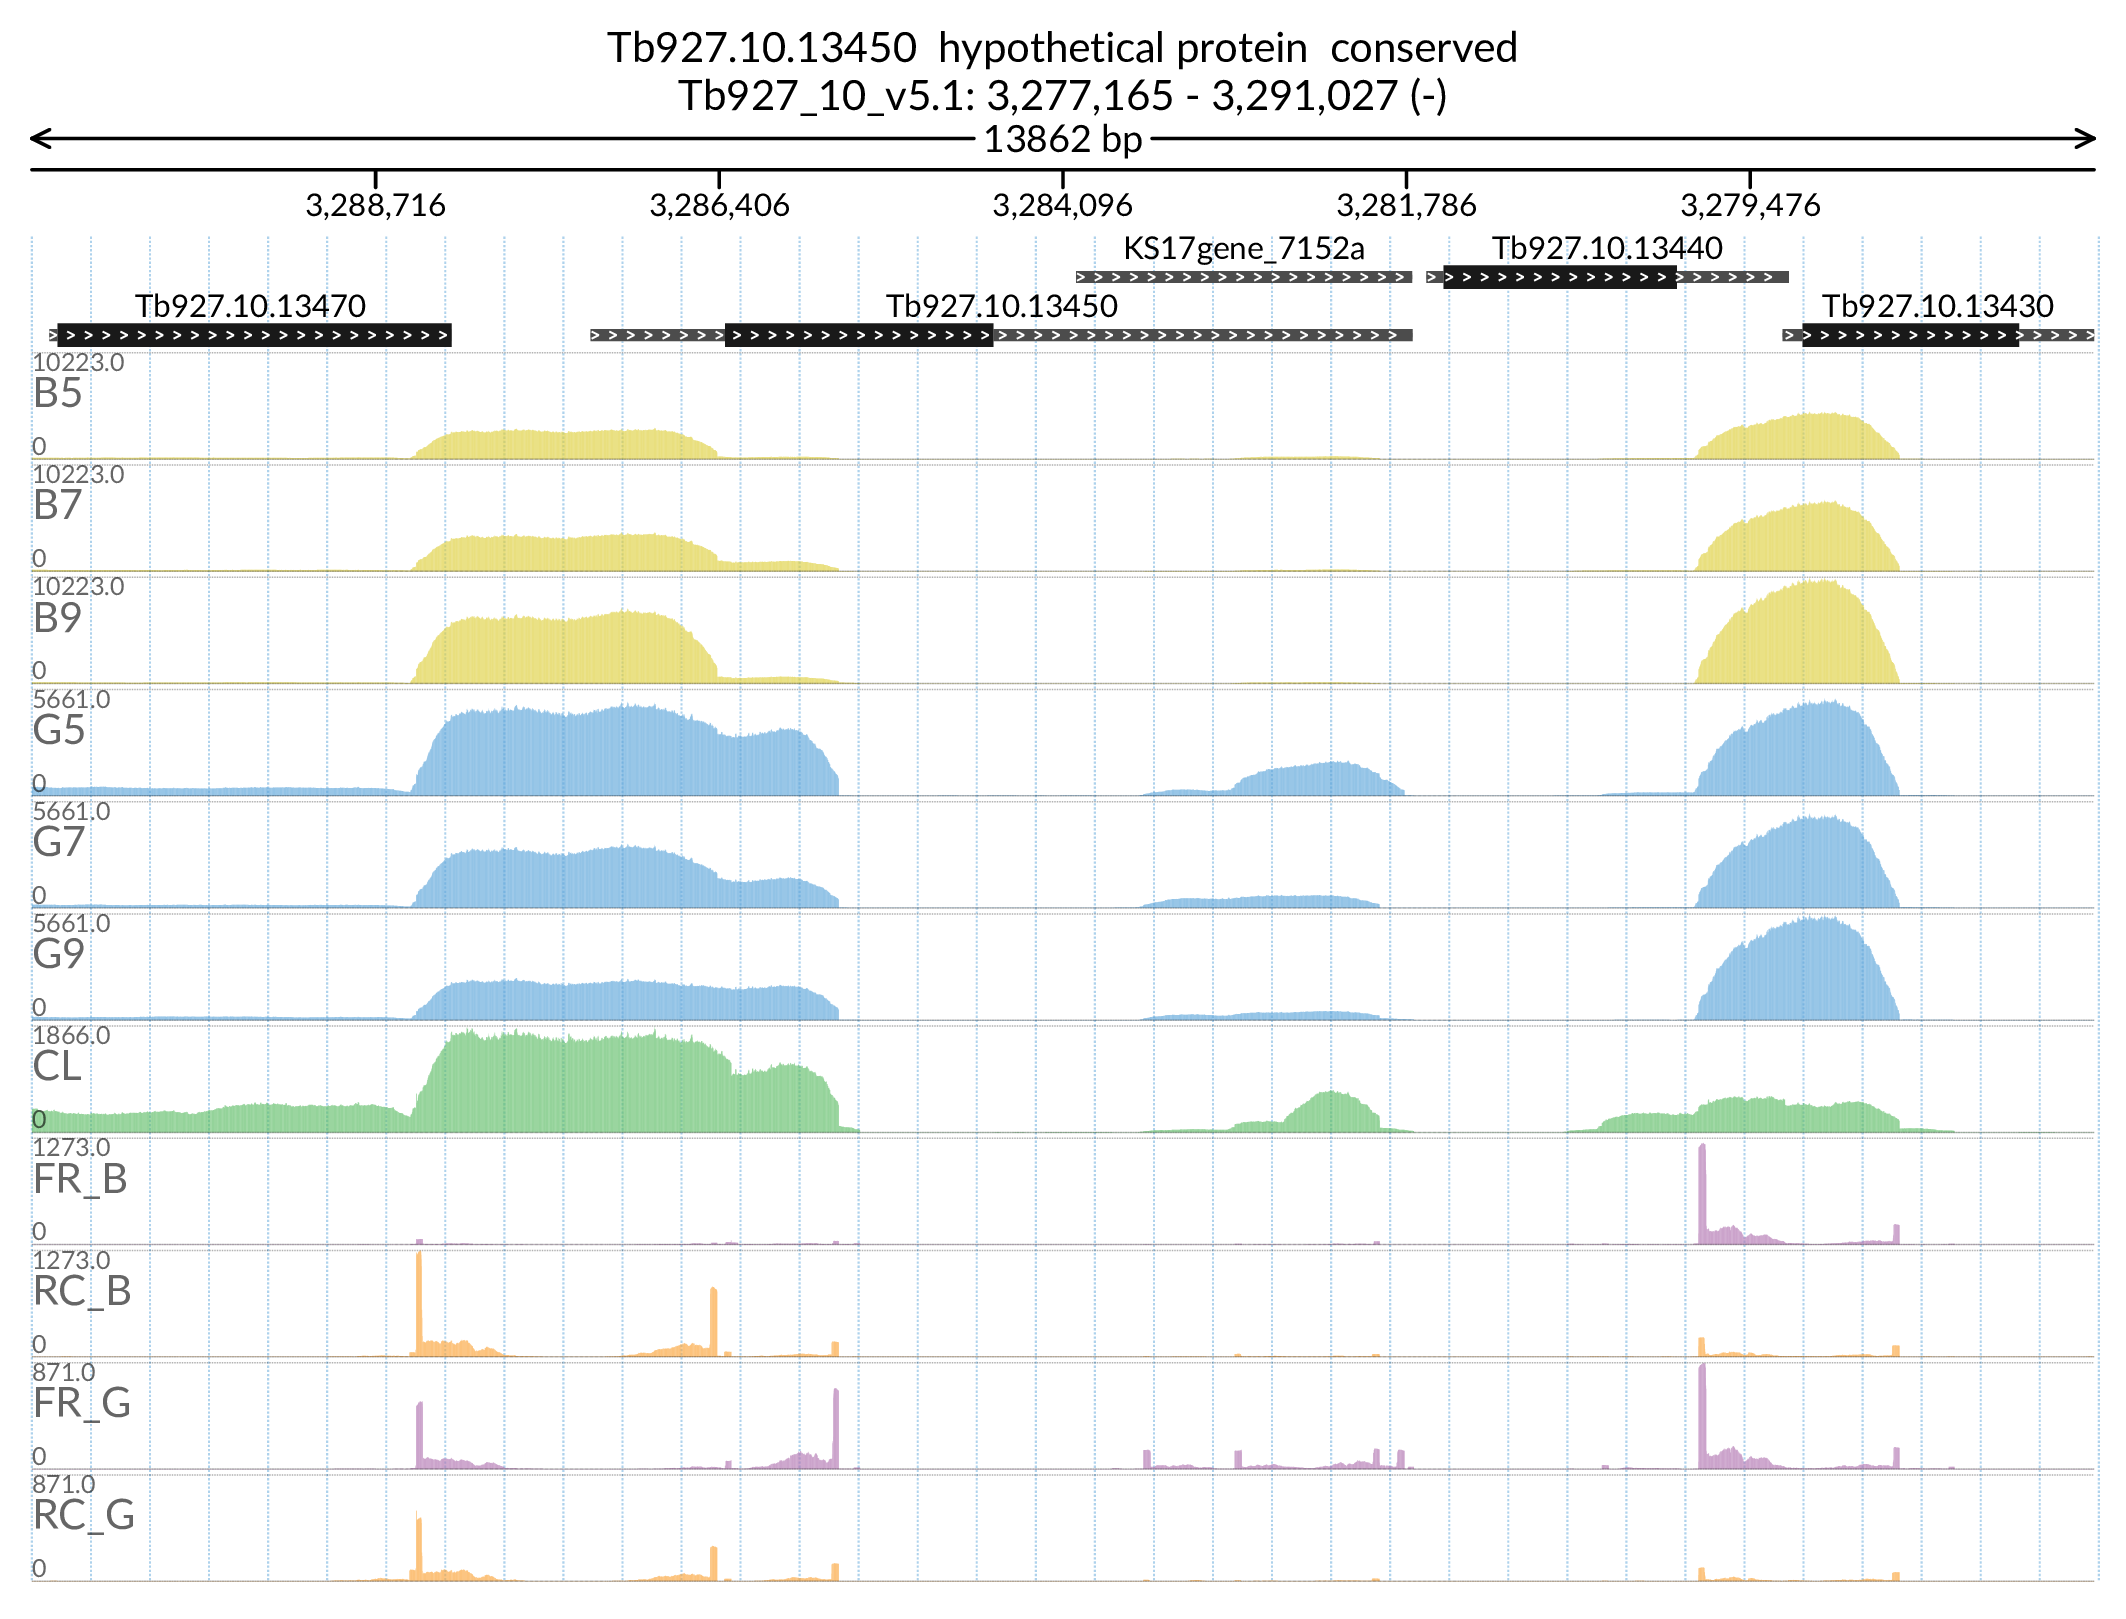 Tb927.10.13450 hypothetical protein conserved
Tb927_10_v5.1: 3,277,165 - 3,291,027 (-)
13862 bp
3,288,716 3,286,406 3,284,096 3,281,786 3,279,476
KS17gene_7152a Tb927.10.13440
Tb927.10.13470 Tb927.10.13450 Tb927.10.13430
10223.0
B5
0
10223.0
B7
0
10223.0
B9
0
5661.0
G5
0
5661.0
G7
0
5661.0
G9
0
1866.0
CL
0
1273.0
FR_B
0
1273.0
RC_B
0
871.0
FR_G
0
871.0
RC_G
0